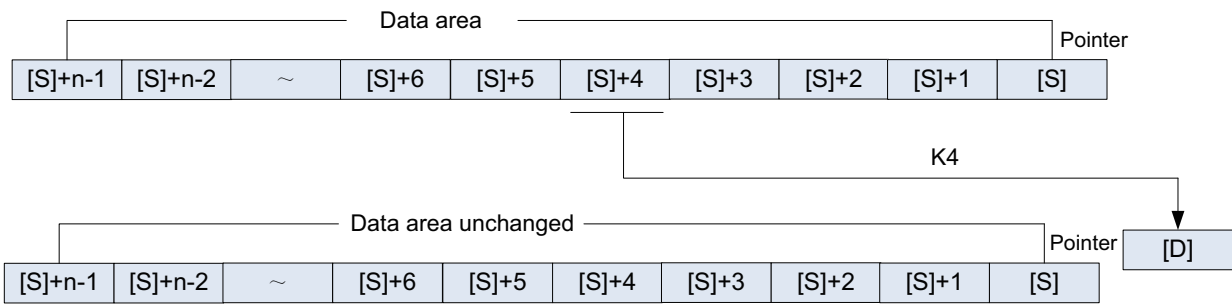 Data area
Pointer
[S]+n-1 [S]+n-2 ~ [S]+6 [S]+5 [S]+4 [S]+3 [S]+2 [S]+1 [S]
K4
Data area unchanged
Pointer
[D]
[S]+n-1 [S]+n-2 ~ [S]+6 [S]+5 [S]+4 [S]+3 [S]+2 [S]+1 [S]